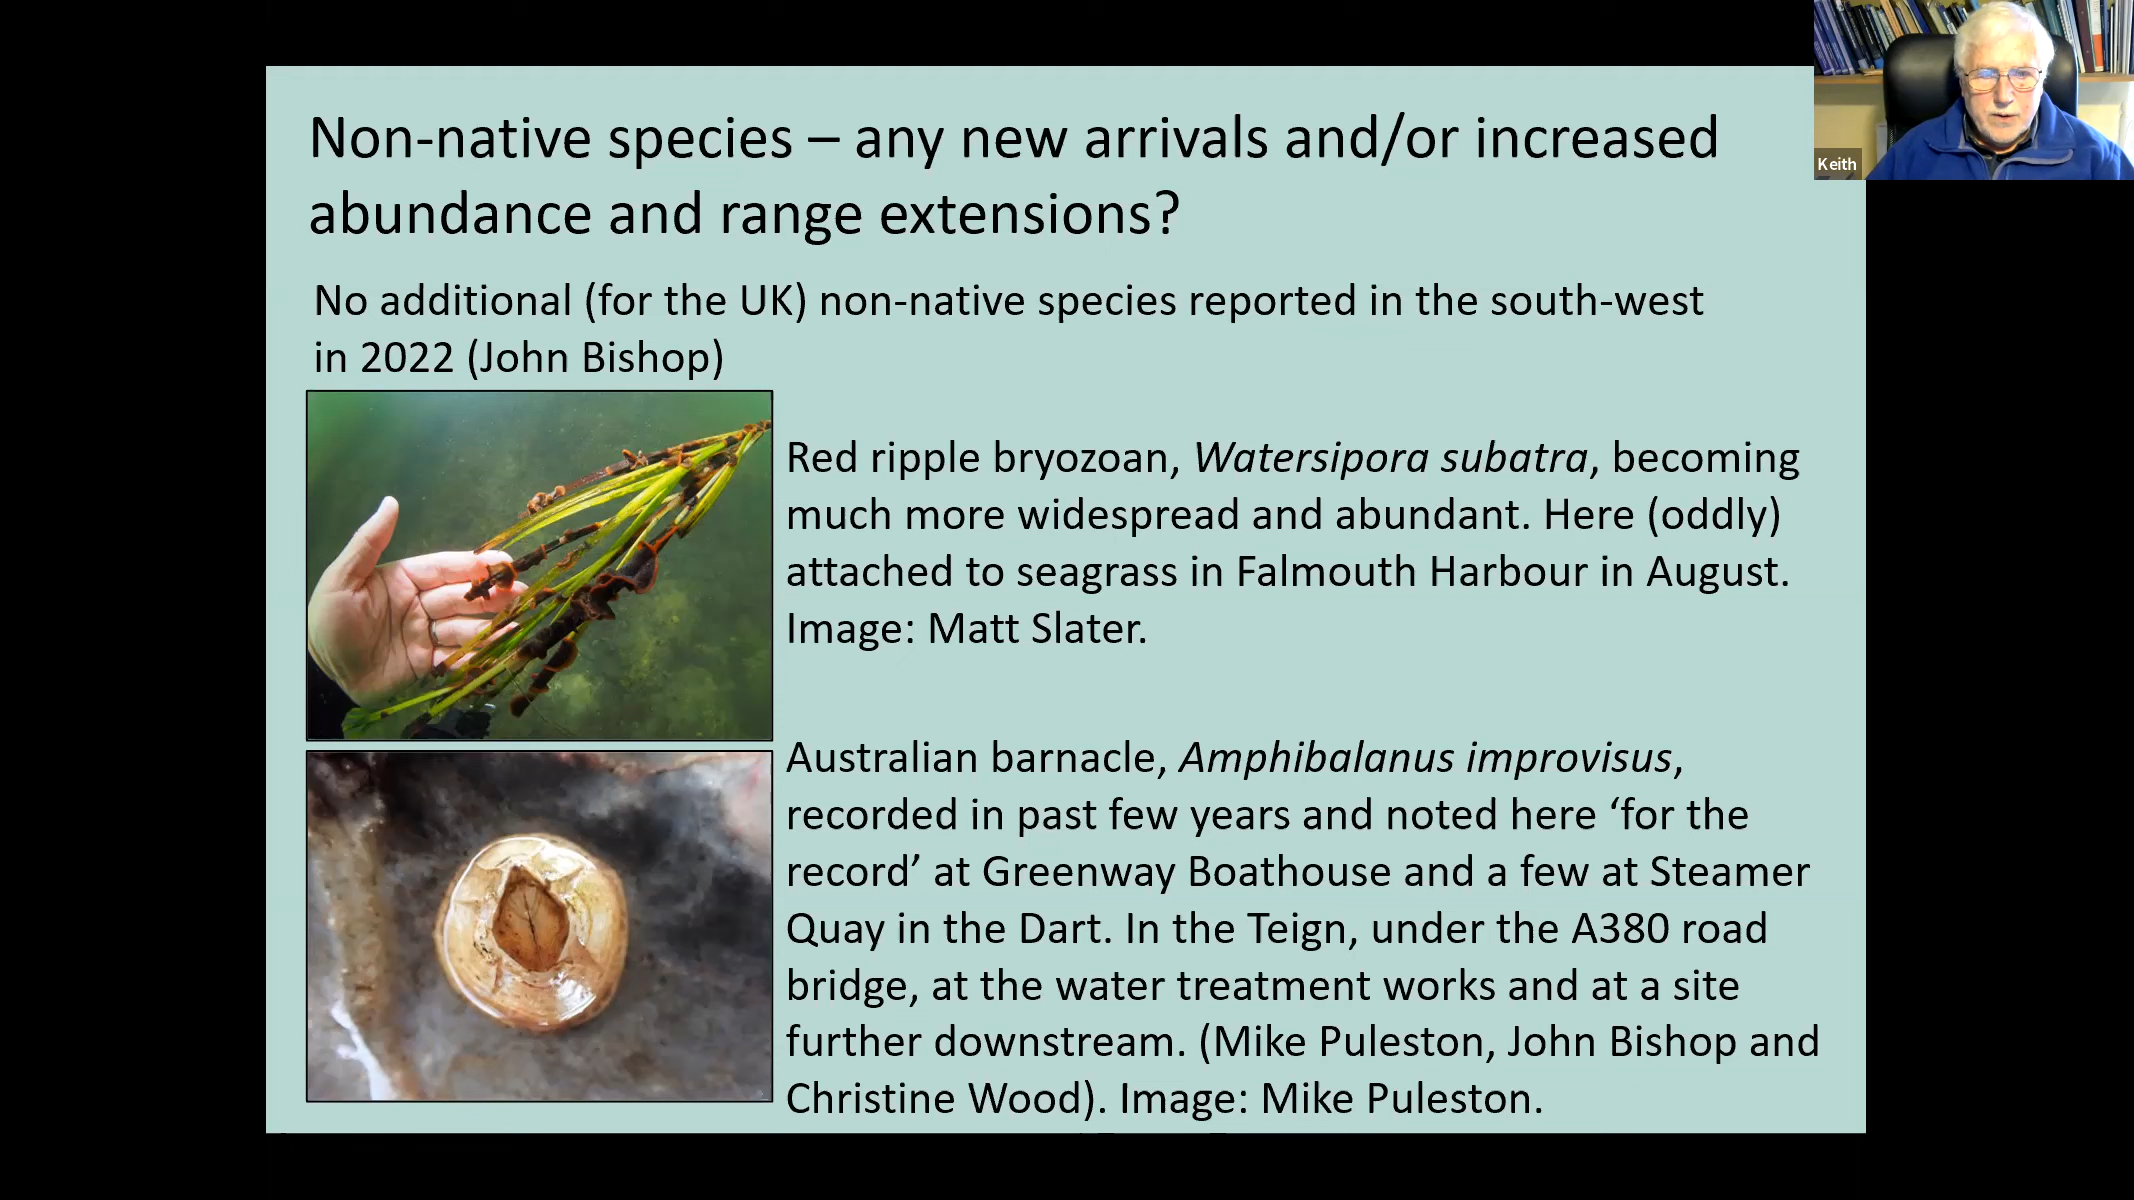 Non-native species – any new arrivals and/or increased
abundance and range extensions?
No additional (for the UK) non-native species reported in the south-west
in 2022 (John Bishop)
Red ripple bryozoan, Watersipora subatra, becoming
much more widespread and abundant. Here (oddly)
attached to seagrass in Falmouth Harbour in August.
Image: Matt Slater.
Australian barnacle, Amphibalanus improvisus,
recorded in past few years and noted here ‘for the
record’ at Greenway Boathouse and a few at Steamer
Quay in the Dart. In the Teign, under the A380 road
bridge, at the water treatment works and at a site
further downstream. (Mike Puleston, John Bishop and
Christine Wood). Image: Mike Puleston.
Keith